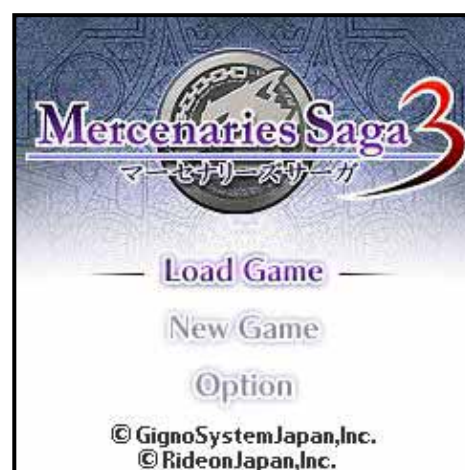 Mercenaries Saga 3
マーセナリーズサーガ
Load Game
New Game
Option
© GignoSystemJapan,Inc.
© RideonJapan,Inc.